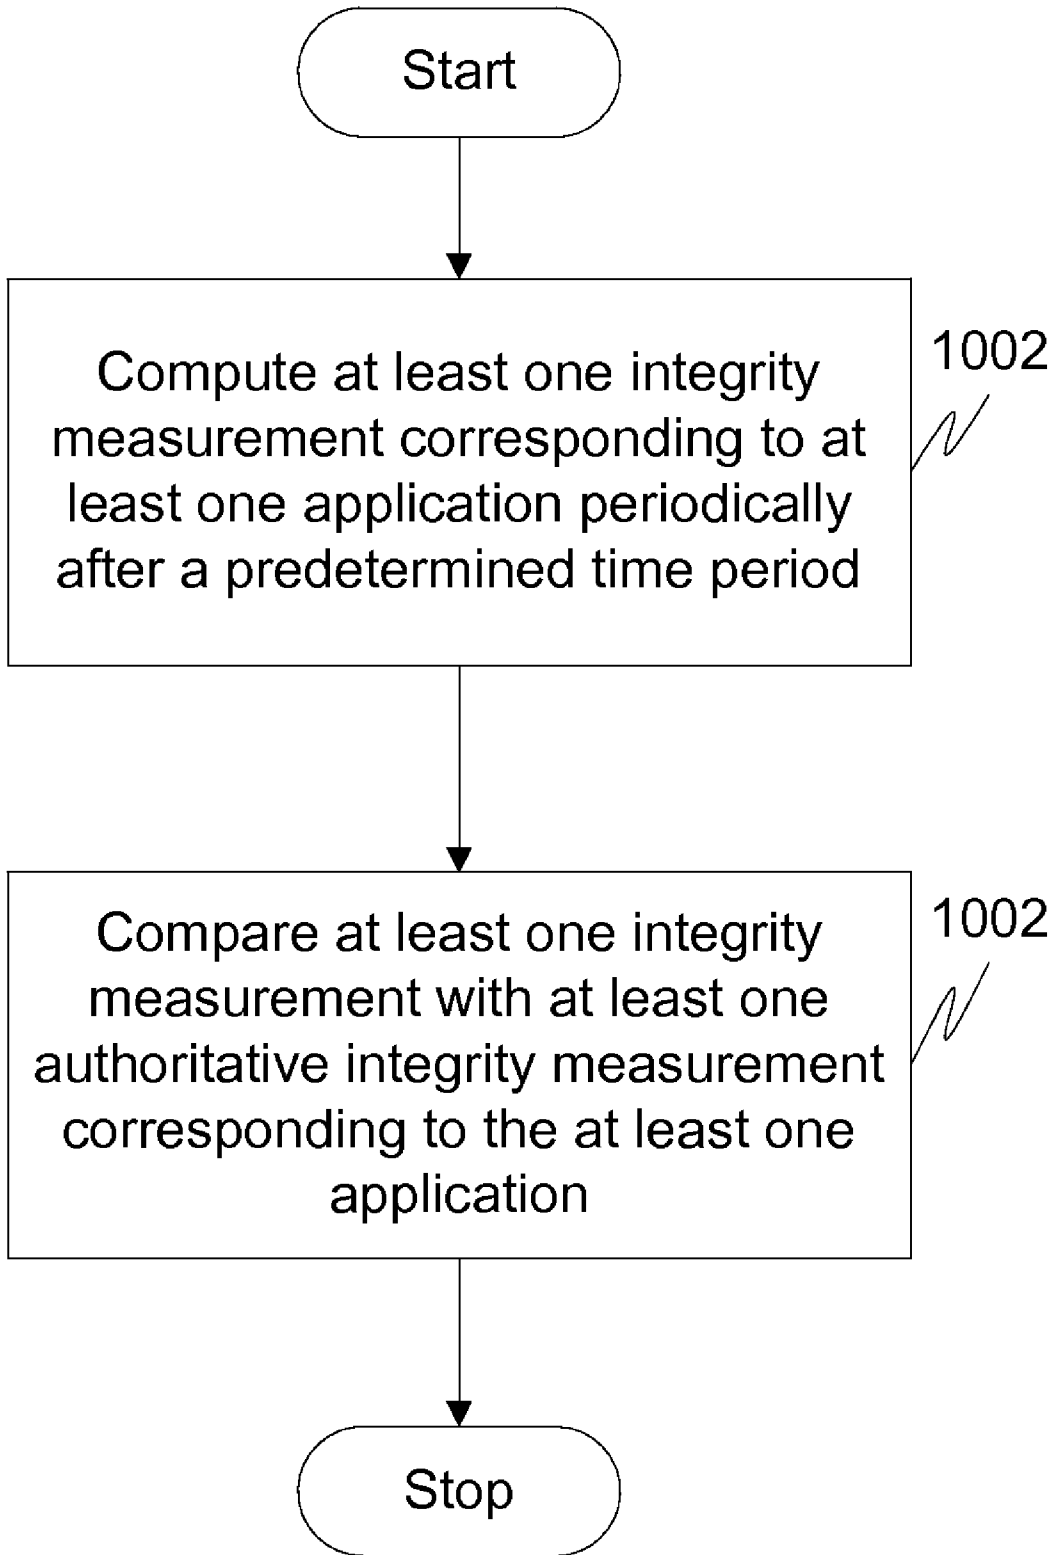 Start
Compute at least one integrity
measurement corresponding to at
least one application periodically
after a predetermined time period
1002
Compare at least one integrity
measurement with at least one
authoritative integrity measurement
corresponding to the at least one
application
1002
Stop